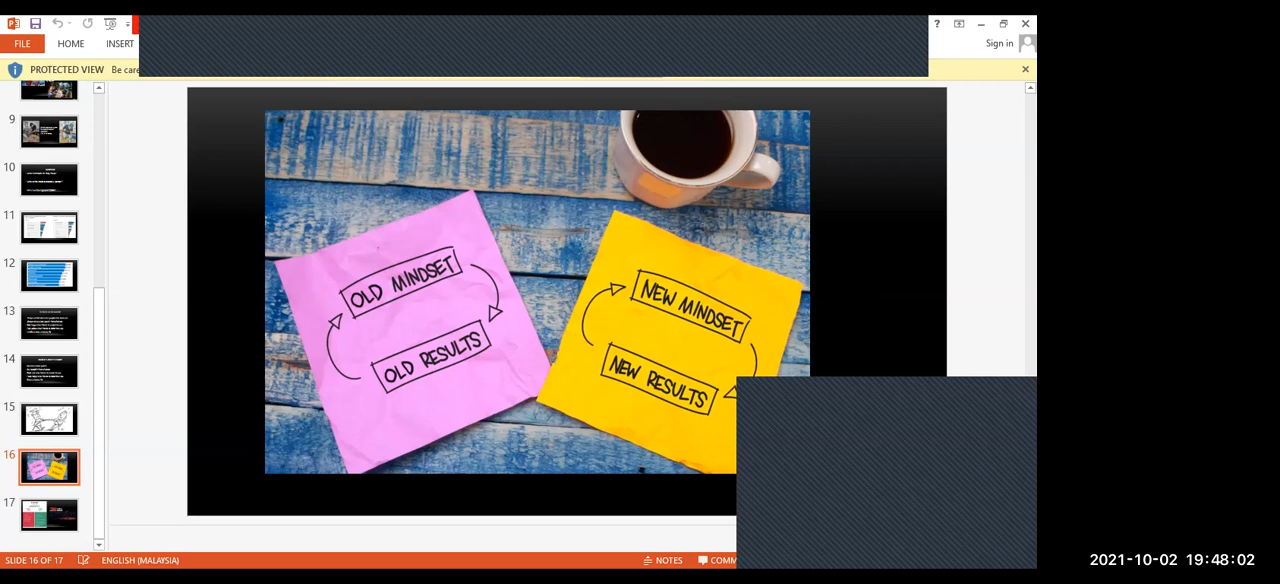 ?
FILE
HOME
INSERT
Sign in
PROTECTED VIEW
Be care
9
10
11
12
13
14
15
16
17
OLD MINDSET
OLD RESULTS
NEW MINDSET
NEW RESULTS
SLIDE 16 OF 17
ENGLISH (MALAYSIA)
NOTES
COMM
2021-10-02 19:48:02